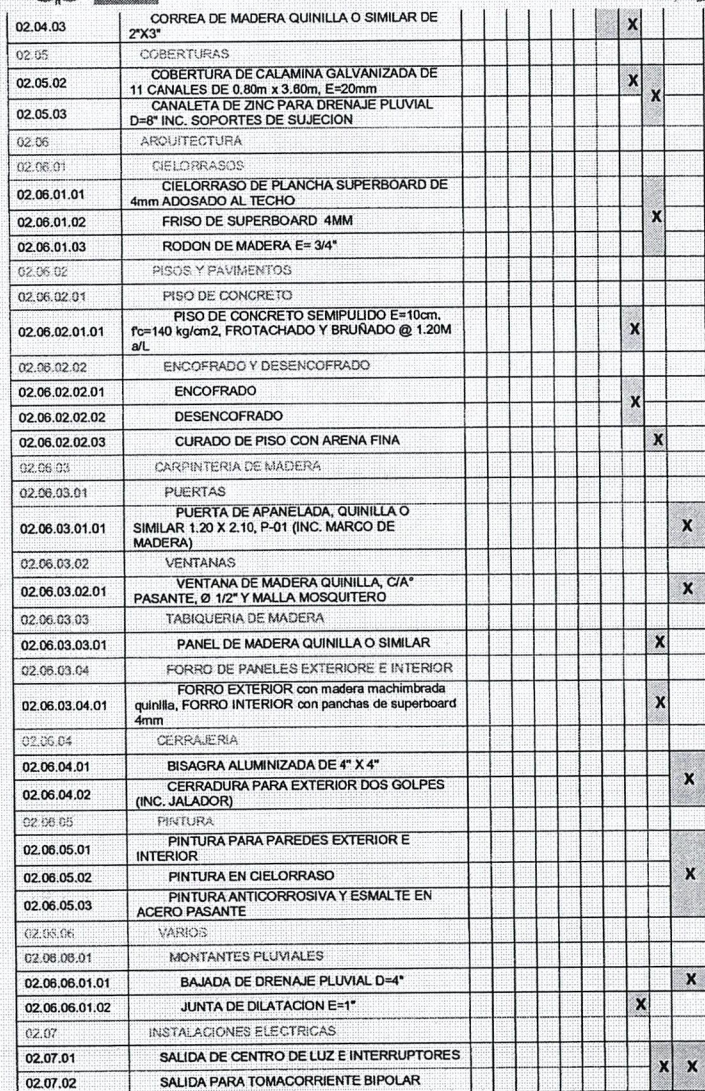 02.04.03 CORREA DE MADERA QUINILLA O SIMILAR DE
2"X3" X
02.05 COBERTURAS
02.05.02 COBERTURA DE CALAMINA GALVANIZADA DE
11 CANALES DE 0.80m x 3.60m, E=20mm X
X
02.05.03 CANALETA DE ZINC PARA DRENAJE PLUVIAL
D=8" INC. SOPORTES DE SUJECION
02.06 ARQUITECTURA
02.06.01 CIELORRASOS
02.06.01.01 CIELORRASO DE PLANCHA SUPERBOARD DE
4mm ADOSADO AL TECHO
02.06.01.02 FRISO DE SUPERBOARD 4MM X
02.06.01.03 RODON DE MADERA E= 3/4"
02.06.02 PISOS Y PAVIMENTOS
02.06.02.01 PISO DE CONCRETO
02.06.02.01.01 PISO DE CONCRETO SEMIPULIDO E=10cm,
f'c=140 kg/cm2, FROTACHADO Y BRUÑADO @ 1.20M
a/L X
02.06.02.02 ENCOFRADO Y DESENCOFRADO
02.06.02.02.01 ENCOFRADO
X
02.06.02.02.02 DESENCOFRADO
02.06.02.02.03 CURADO DE PISO CON ARENA FINA X
02.06.03 CARPINTERIA DE MADERA
02.06.03.01 PUERTAS
02.06.03.01.01 PUERTA DE APANELADA, QUINILLA O
SIMILAR 1.20 X 2.10, P-01 (INC. MARCO DE
MADERA) X
02.06.03.02 VENTANAS
02.06.03.02.01 VENTANA DE MADERA QUINILLA, C/A°
PASANTE, Ø 1/2" Y MALLA MOSQUITERO X
02.06.03.03 TABIQUERIA DE MADERA
02.06.03.03.01 PANEL DE MADERA QUINILLA O SIMILAR X
02.06.03.04 FORRO DE PANELES EXTERIORE E INTERIOR
02.06.03.04.01 FORRO EXTERIOR con madera machimbrada
quinilla, FORRO INTERIOR con panchas de superboard
4mm X
02.06.04 CERRAJERIA
02.06.04.01 BISAGRA ALUMINIZADA DE 4" X 4"
X
02.06.04.02 CERRADURA PARA EXTERIOR DOS GOLPES
(INC. JALADOR)
02.06.05 PINTURA
02.06.05.01 PINTURA PARA PAREDES EXTERIOR E
INTERIOR
02.06.05.02 PINTURA EN CIELORRASO X
02.06.05.03 PINTURA ANTICORROSIVA Y ESMALTE EN
ACERO PASANTE
02.06.06 VARIOS
02.06.06.01 MONTANTES PLUVIALES
02.06.06.01.01 BAJADA DE DRENAJE PLUVIAL D=4" X
02.06.06.01.02 JUNTA DE DILATACION E=1" X
02.07 INSTALACIONES ELECTRICAS
02.07.01 SALIDA DE CENTRO DE LUZ E INTERRUPTORES
X X
02.07.02 SALIDA PARA TOMACORRIENTE BIPOLAR